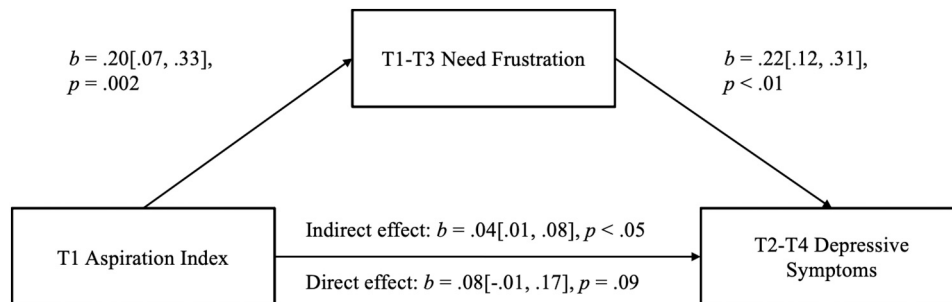 b = .20[.07, .33],
p = .002
T1-T3 Need Frustration
b = .22[.12, .31],
p < .01
T1 Aspiration Index
Indirect effect: b = .04[.01, .08], p < .05
Direct effect: b = .08[-.01, .17], p = .09
T2-T4 Depressive
Symptoms